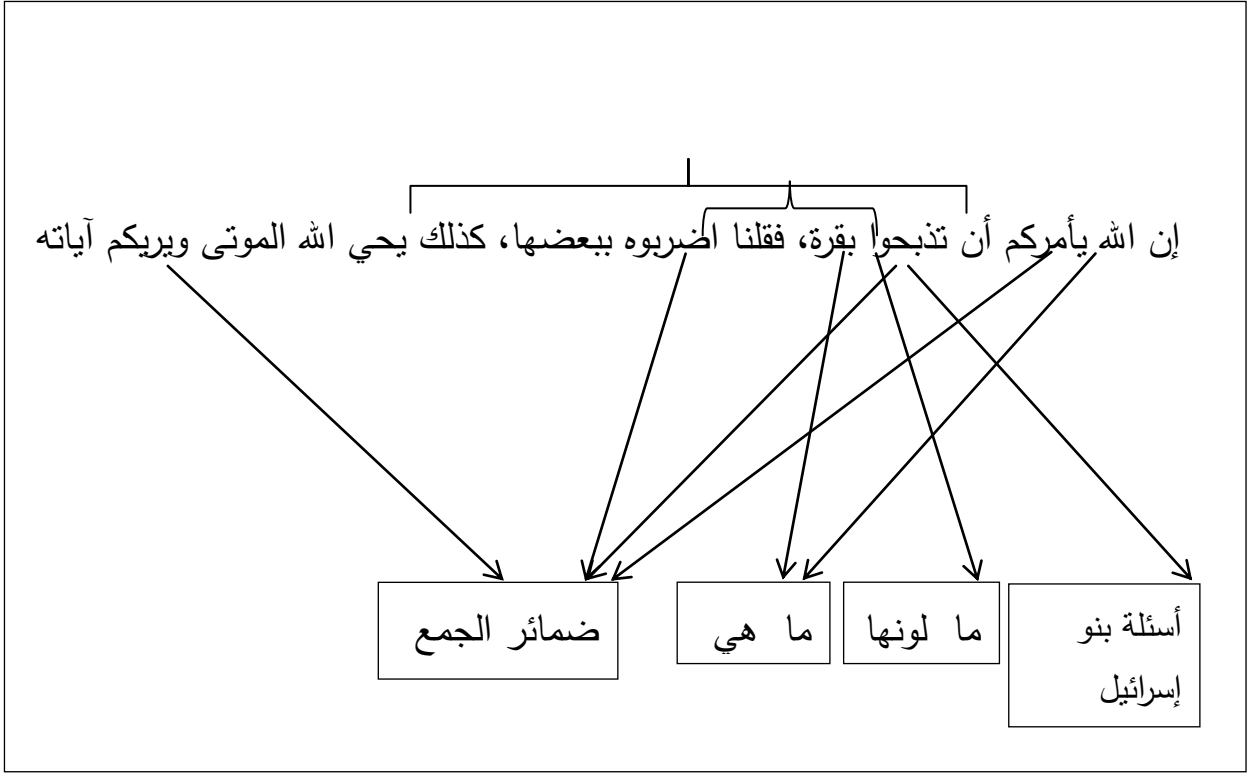 إن الله يأمركم أن تذبحوا بقرة، فقلنا اضربوه ببعضها، كذلك يحي الله الموتى ويريكم آياته
أسئلة بنو
إسرائيل
ما لونها
ما هي
ضمائر الجمع